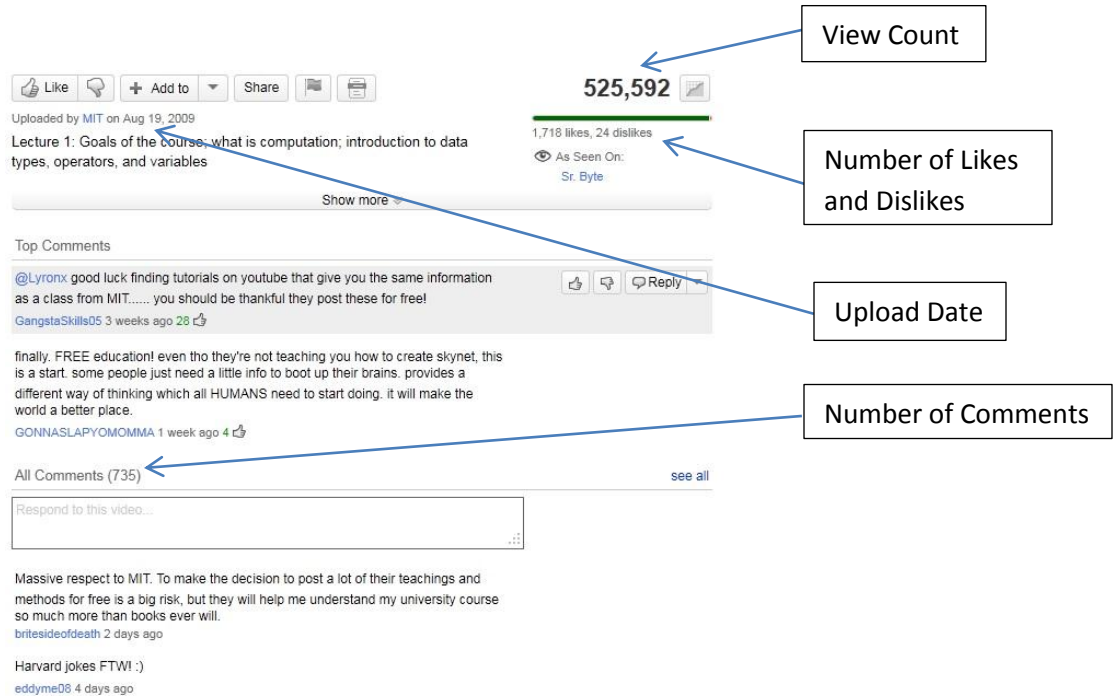 View Count
Like
Add to
Share
525,592
Uploaded by MIT on Aug 19, 2009
Lecture 1: Goals of the course; what is computation; introduction to data
types, operators, and variables
1,718 likes, 24 dislikes
As Seen On:
Sr. Byte
Number of Likes
and Dislikes
Show more
Top Comments
@Lyronx good luck finding tutorials on youtube that give you the same information
as a class from MIT...... you should be thankful they post these for free!
GangstaSkills05 3 weeks ago 28
Reply
Upload Date
finally. FREE education! even tho they're not teaching you how to create skynet, this
is a start. some people just need a little info to boot up their brains. provides a
different way of thinking which all HUMANS need to start doing. it will make the
world a better place.
GONNASLAPYOMOMMA 1 week ago 4
Number of Comments
All Comments (735)
see all
Respond to this video...
Massive respect to MIT. To make the decision to post a lot of their teachings and
methods for free is a big risk, but they will help me understand my university course
so much more than books ever will.
britesideofdeath 2 days ago
Harvard jokes FTW! :)
eddyme08 4 days ago